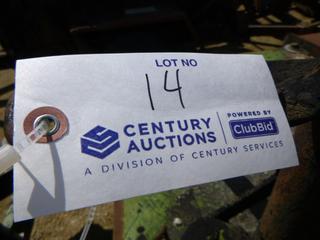 LOT NO
14
CENTURY
AUCTIONS
POWERED BY
ClubBid
A DIVISION OF CENTURY SERVICES